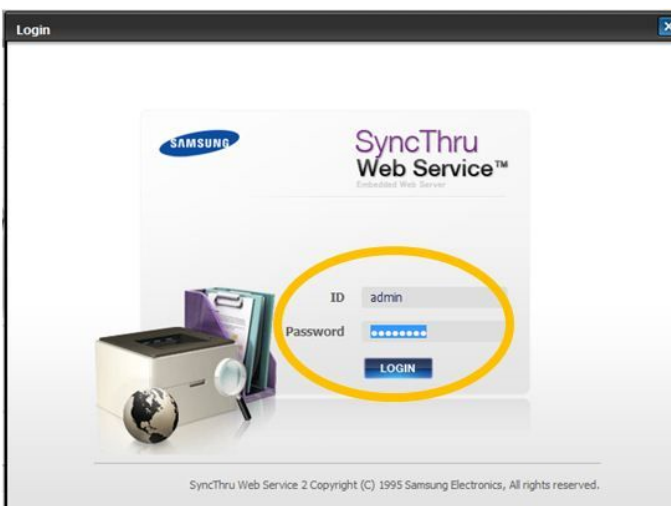 Login
SAMSUNG
SyncThru
Web Service™
Embedded Web Server
ID admin
Password ●●●●●●●●
LOGIN
SyncThru Web Service 2 Copyright (C) 1995 Samsung Electronics, All rights reserved.